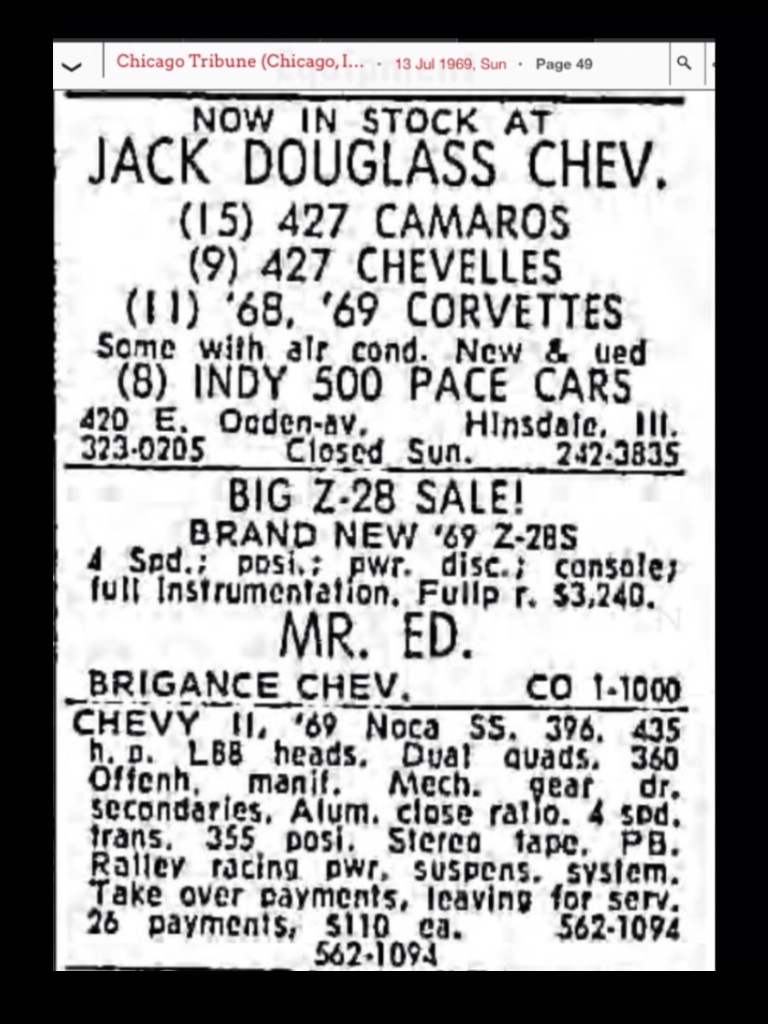 Chicago Tribune (Chicago, I... · 13 Jul 1969, Sun · Page 49
NOW IN STOCK AT
JACK DOUGLASS CHEV.
(15) 427 CAMAROS
(9) 427 CHEVELLES
(11) '68, '69 CORVETTES
Some with air cond. New & ued
(8) INDY 500 PACE CARS
420 E. Ogden-av. Hinsdale, Ill.
323-0205 Closed Sun. 242-3835
BIG Z-28 SALE!
BRAND NEW '69 Z-28S
4 Spd.; posi.; pwr. disc.; console;
full instrumentation. Fullp r. $3,240.
MR. ED.
BRIGANCE CHEV. CO 1-1000
CHEVY II, '69 Noca SS. 396. 435
h. p. L88 heads. Dual quads. 360
Offenh. manif. Mech. gear dr.
secondaries. Alum. close ratio. 4 spd.
trans. 355 posi. Stereo tape. PB.
Ralley racing pwr. suspens. system.
Take over payments, leaving for serv.
26 payments, $110 ea. 562-1094
562-1094